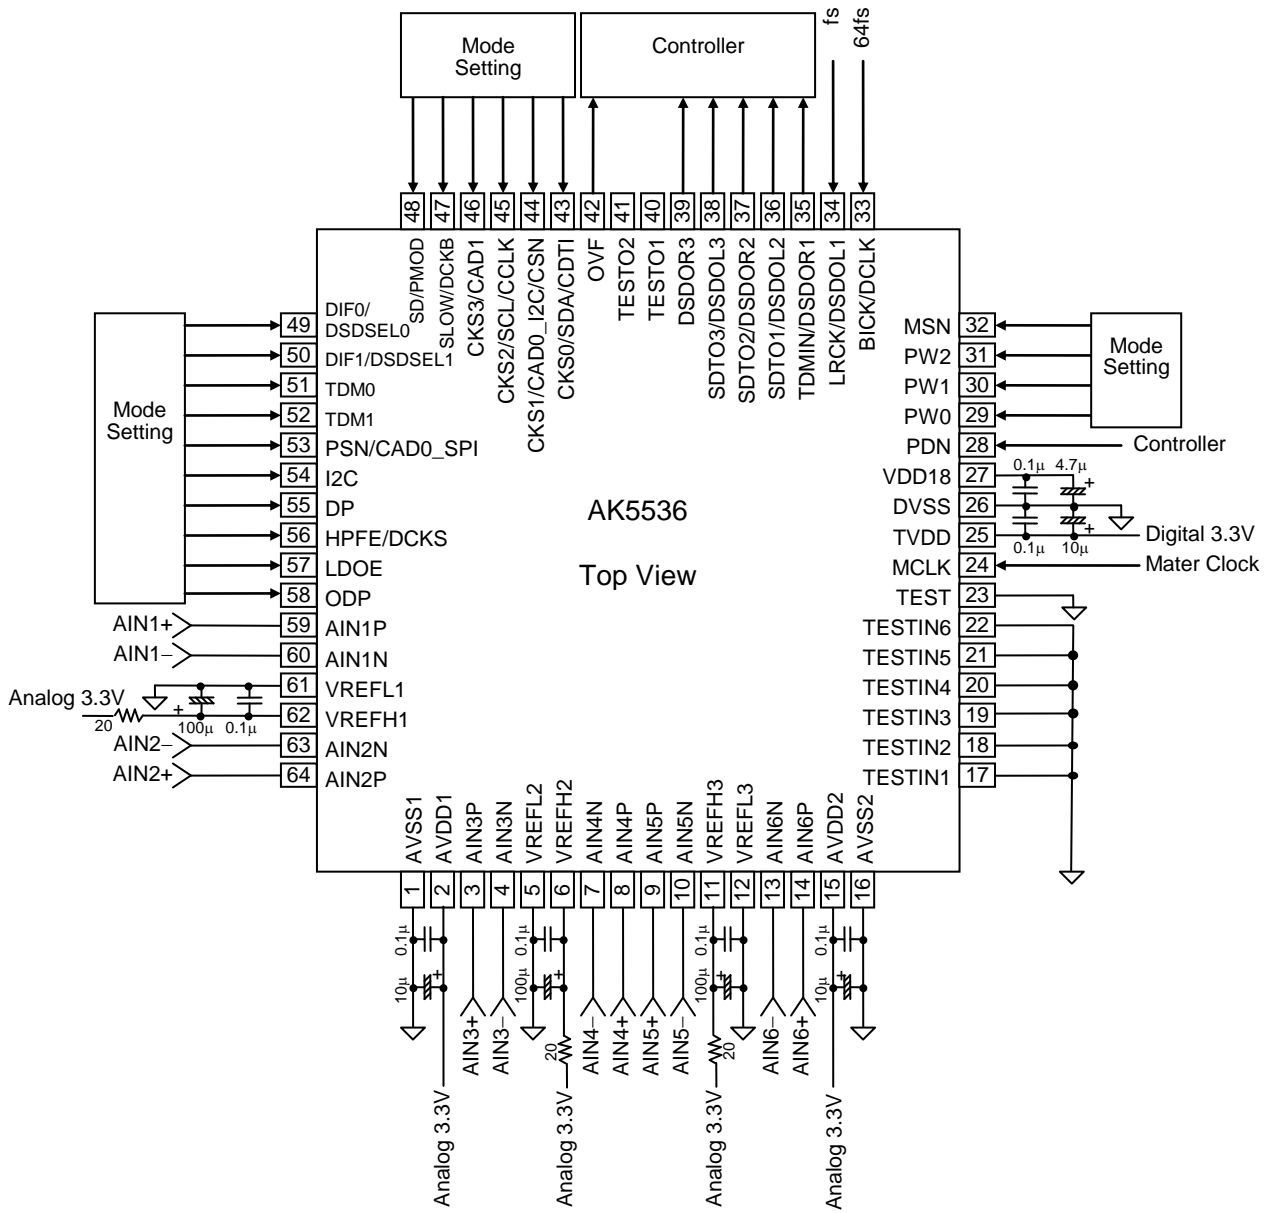 Mode
Setting
Controller
fs
64fs
48
47
46
45
44
43
42
41
40
39
38
37
36
35
34
33
SD/PMOD
SLOW/DCKB
CKS3/CAD1
CKS2/SCL/CCLK
CKS1/CAD0_I2C/CSN
CKS0/SDA/CDTI
OVF
TESTO2
TESTO1
DSDOR3
SDTO3/DSDOL3
SDTO2/DSDOR2
SDTO1/DSDOL2
TDMIN/DSDOR1
LRCK/DSDOL1
BICK/DCLK
Mode
Setting
49 DIF0/
DSDSEL0
50 DIF1/DSDSEL1
51 TDM0
52 TDM1
53 PSN/CAD0_SPI
54 I2C
55 DP
56 HPFE/DCKS
57 LDOE
58 ODP
AIN1+ 59 AIN1P
AIN1− 60 AIN1N
61 VREFL1
Analog 3.3V
20
+
100µ
0.1µ
62 VREFH1
AIN2− 63 AIN2N
AIN2+ 64 AIN2P
AK5536
Top View
MSN 32
PW2 31
PW1 30
PW0 29
Mode
Setting
PDN 28 Controller
VDD18 27
0.1µ 4.7µ
+
DVSS 26
TVDD 25
+
0.1µ 10µ
Digital 3.3V
MCLK 24 Mater Clock
TEST 23
TESTIN6 22
TESTIN5 21
TESTIN4 20
TESTIN3 19
TESTIN2 18
TESTIN1 17
AVSS1
AVDD1
AIN3P
AIN3N
VREFL2
VREFH2
AIN4N
AIN4P
AIN5P
AIN5N
VREFH3
VREFL3
AIN6N
AIN6P
AVDD2
AVSS2
1
2
3
4
5
6
7
8
9
10
11
12
13
14
15
16
0.1µ
10µ
+
Analog 3.3V
AIN3+
AIN3−
0.1µ
100µ
+
20
Analog 3.3V
AIN4−
AIN4+
AIN5+
AIN5−
0.1µ
100µ
+
20
Analog 3.3V
AIN6−
AIN6+
0.1µ
10µ
+
Analog 3.3V